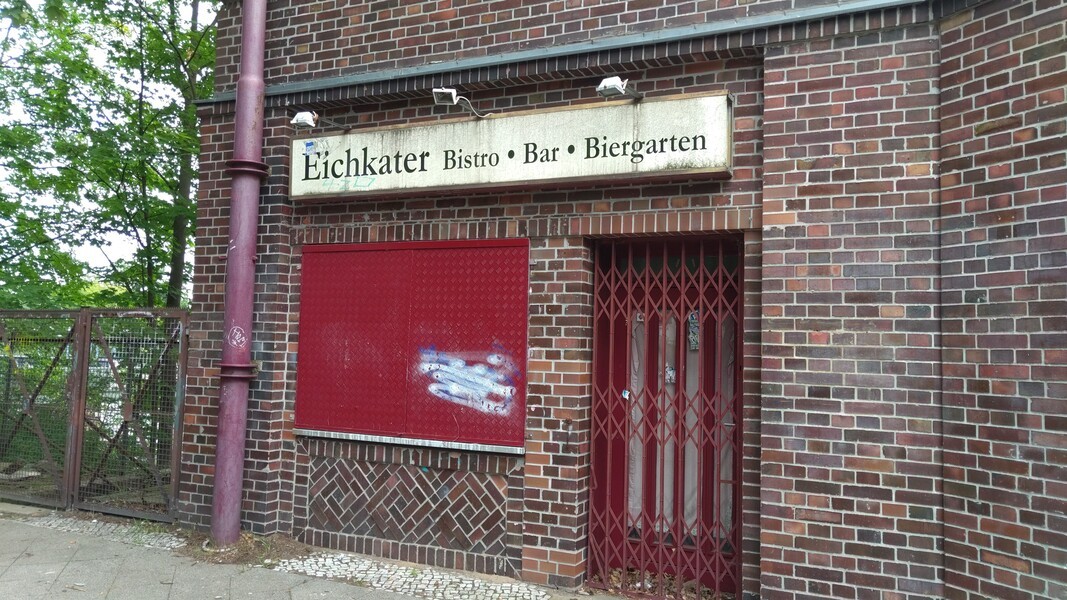 Eichkater Bistro • Bar • Biergarten